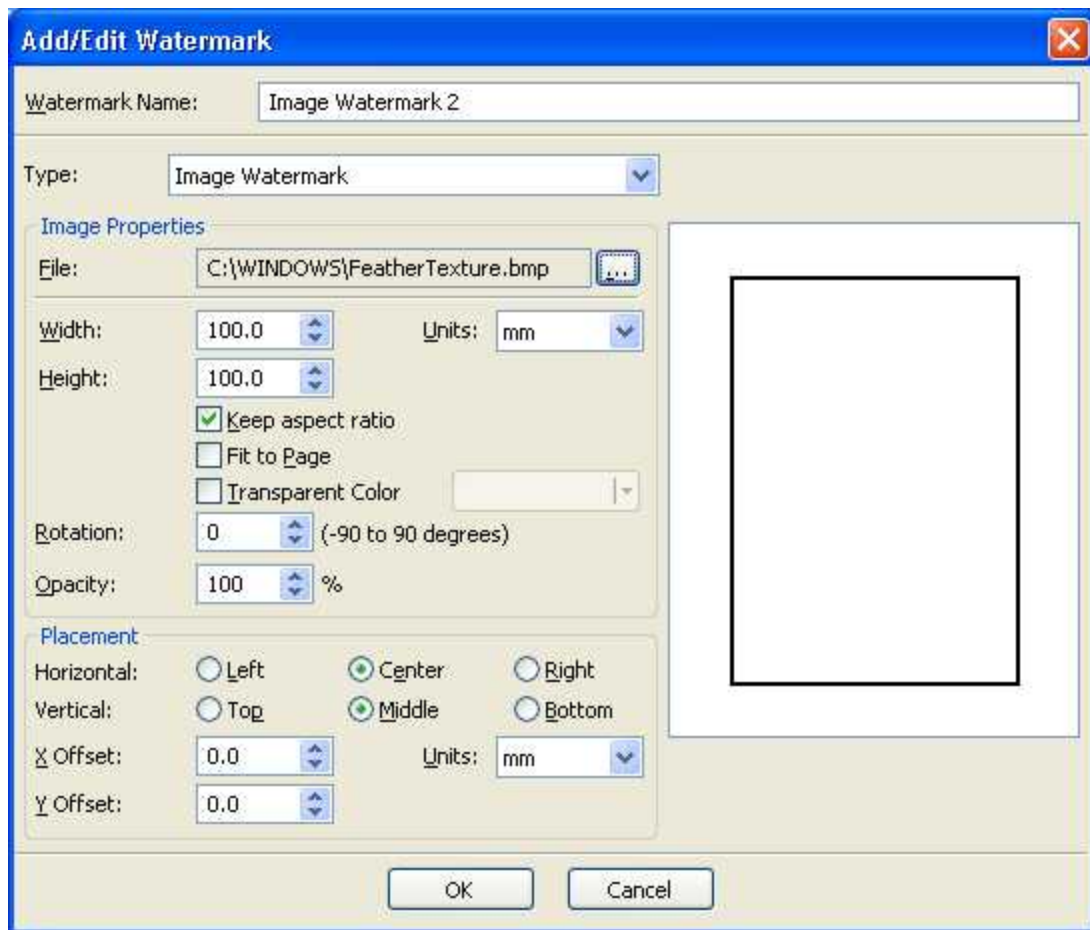 Add/Edit Watermark
Watermark Name: Image Watermark 2
Type: Image Watermark
Image Properties
File: C:\WINDOWS\FeatherTexture.bmp ...
Width: 100.0 Units: mm
Height: 100.0
Keep aspect ratio
Fit to Page
Transparent Color
Rotation: 0 (-90 to 90 degrees)
Opacity: 100 %
Placement
Horizontal: Left Center Right
Vertical: Top Middle Bottom
X Offset: 0.0 Units: mm
Y Offset: 0.0
OK Cancel